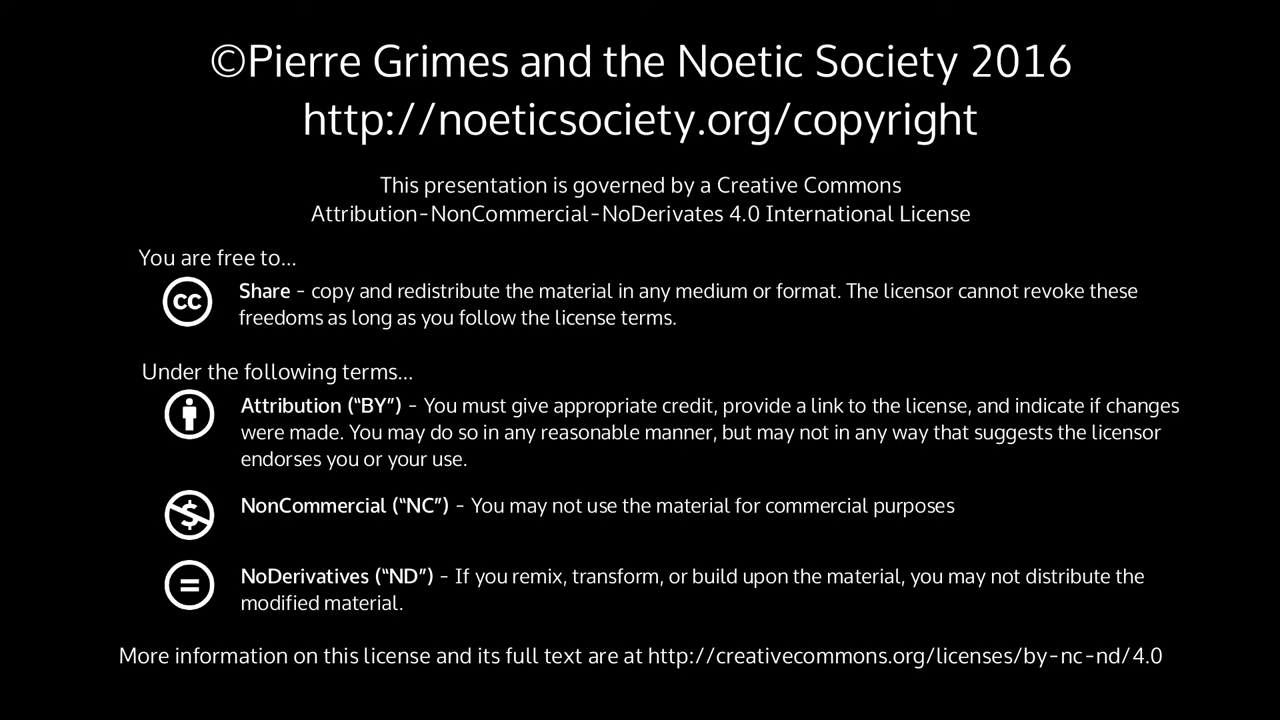 ©Pierre Grimes and the Noetic Society 2016
http://noeticsociety.org/copyright
This presentation is governed by a Creative Commons
Attribution-NonCommercial-NoDerivates 4.0 International License
You are free to...
cc
Share - copy and redistribute the material in any medium or format. The licensor cannot revoke these
freedoms as long as you follow the license terms.
Under the following terms...
Attribution (“BY”) - You must give appropriate credit, provide a link to the license, and indicate if changes
were made. You may do so in any reasonable manner, but may not in any way that suggests the licensor
endorses you or your use.
$
NonCommercial (“NC”) - You may not use the material for commercial purposes
=
NoDerivatives (“ND”) - If you remix, transform, or build upon the material, you may not distribute the
modified material.
More information on this license and its full text are at http://creativecommons.org/licenses/by-nc-nd/4.0